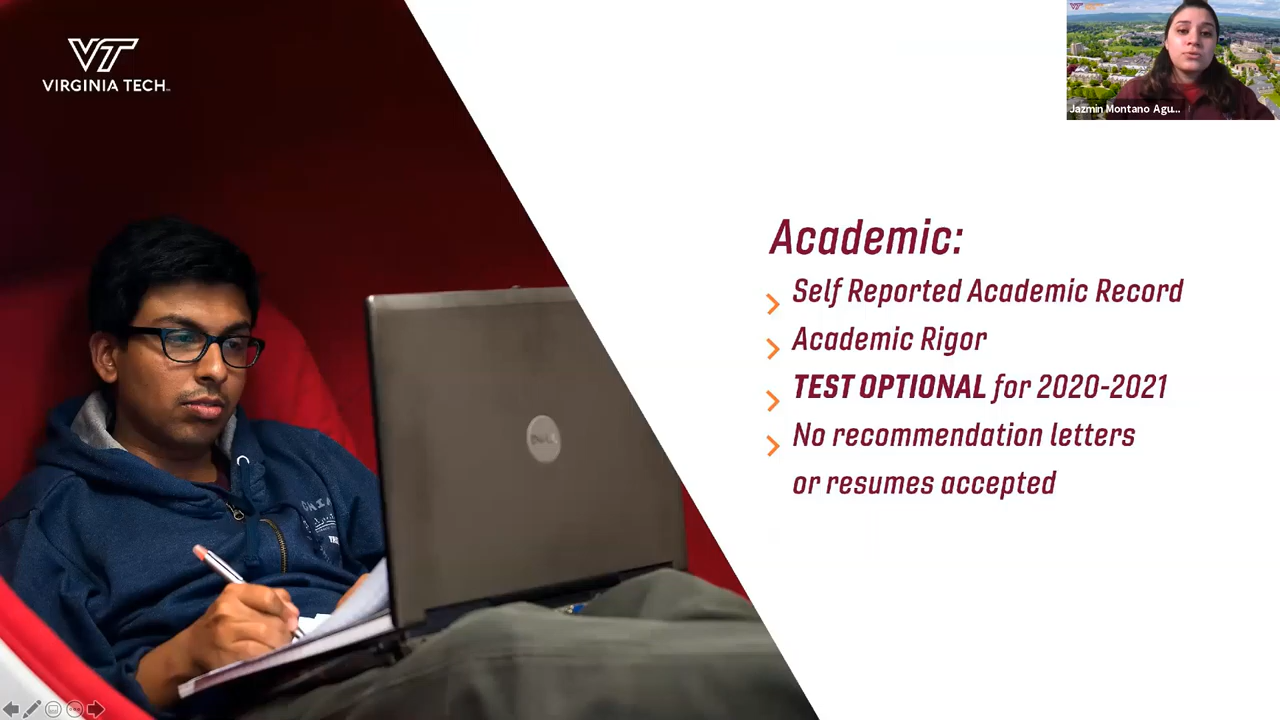 VIRGINIA TECH
Jazmin Montano Agu...
Academic:
Self Reported Academic Record
Academic Rigor
TEST OPTIONAL for 2020-2021
No recommendation letters
or resumes accepted
DELL